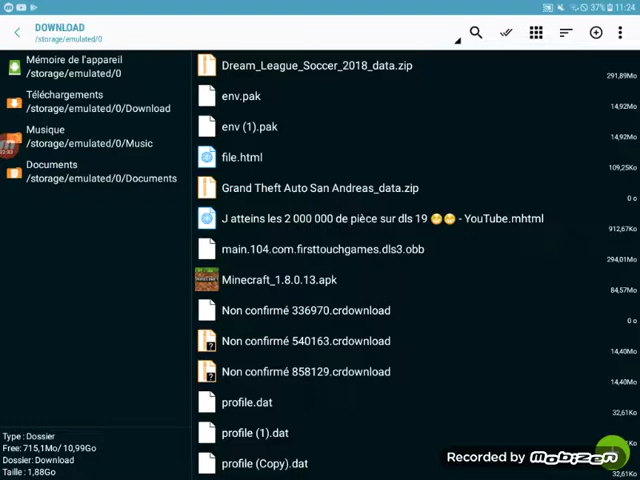 37% 11:24
DOWNLOAD
/storage/emulated/0
Mémoire de l'appareil
/storage/emulated/0
Téléchargements
/storage/emulated/0/Download
Musique
/storage/emulated/0/Music
Documents
/storage/emulated/0/Documents
Dream_League_Soccer_2018_data.zip
291,89Mo
env.pak
14,92Mo
env (1).pak
14,92Mo
file.html
109,25Ko
Grand Theft Auto San Andreas_data.zip
0 o
J atteins les 2 000 000 de pièce sur dls 19 😁😁 - YouTube.mhtml
912,67Ko
main.104.com.firsttouchgames.dls3.obb
294,01Mo
Minecraft_1.8.0.13.apk
84,57Mo
Non confirmé 336970.crdownload
0 o
Non confirmé 540163.crdownload
14,40Mo
Non confirmé 858129.crdownload
14,40Mo
profile.dat
32,61Ko
profile (1).dat
profile (Copy).dat
32,61Ko
Type : Dossier
Free: 715,1Mo/ 10,99Go
Dossier: Download
Taille : 1,88Go
Recorded by Mobizen